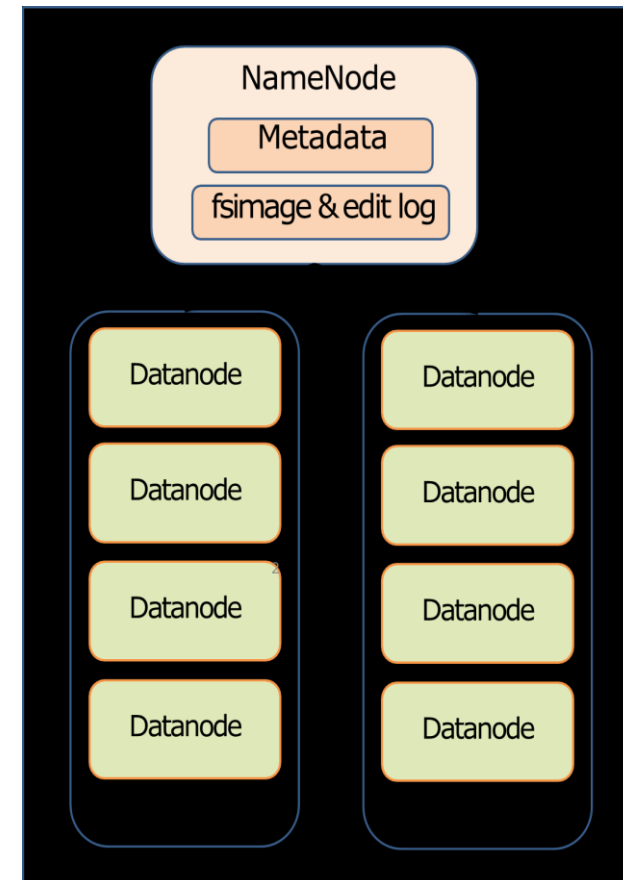 NameNode
Metadata
fsimage & edit log
Datanode
Datanode
Datanode
Datanode
Datanode
Datanode
2
Datanode
Datanode